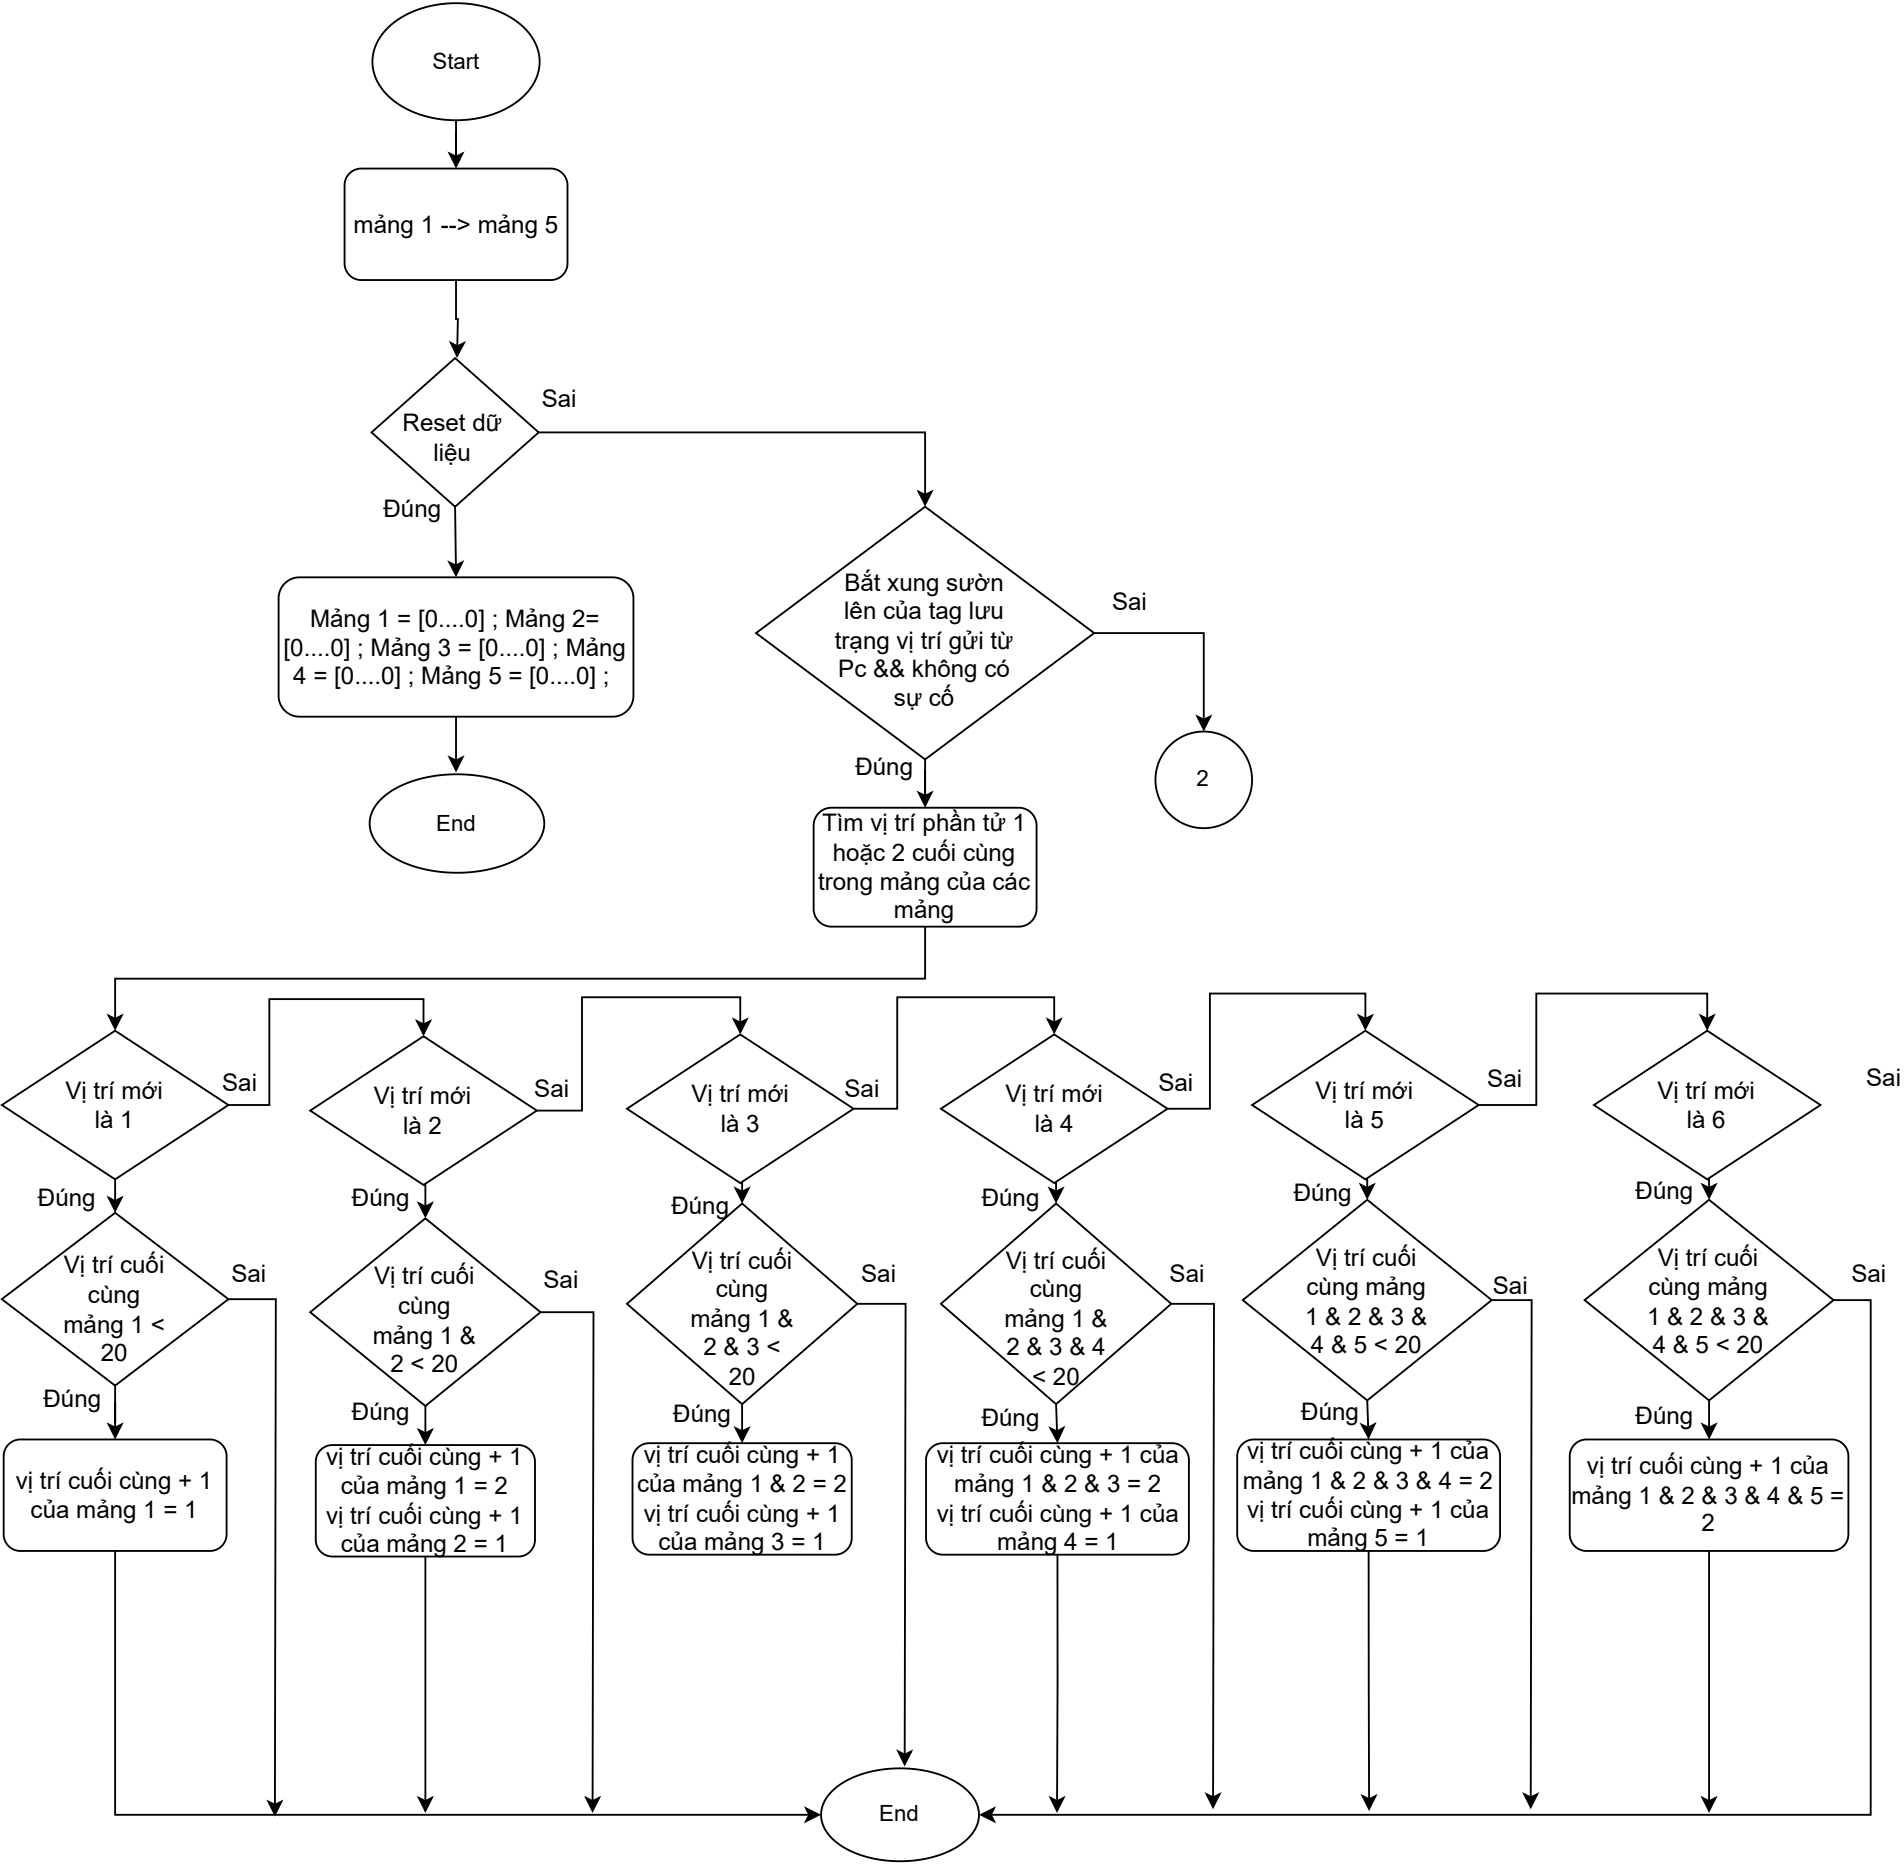 Start
mảng 1 --> mảng 5
Reset dữ
liệu
Sai
Đúng
Mảng 1 = [0....0] ; Mảng 2=
[0....0] ; Mảng 3 = [0....0] ; Mảng
4 = [0....0] ; Mảng 5 = [0....0] ;
End
Bắt xung sườn
lên của tag lưu
trạng vị trí gửi từ
Pc && không có
sự cố
Sai
2
Đúng
Tìm vị trí phần tử 1
hoặc 2 cuối cùng
trong mảng của các
mảng
Vị trí mới
là 1
Sai
Vị trí mới
là 2
Sai
Vị trí mới
là 3
Sai
Vị trí mới
là 4
Sai
Vị trí mới
là 5
Sai
Vị trí mới
là 6
Sai
Đúng
Đúng
Đúng
Đúng
Đúng
Đúng
Vị trí cuối
cùng
mảng 1 <
20
Sai
Vị trí cuối
cùng
mảng 1 &
2 < 20
Sai
Vị trí cuối
cùng
mảng 1 &
2 & 3 <
20
Sai
Vị trí cuối
cùng
mảng 1 &
2 & 3 & 4
< 20
Sai
Vị trí cuối
cùng mảng
1 & 2 & 3 &
4 & 5 < 20
Sai
Vị trí cuối
cùng mảng
1 & 2 & 3 &
4 & 5 < 20
Sai
Đúng
Đúng
Đúng
Đúng
Đúng
Đúng
vị trí cuối cùng + 1
của mảng 1 = 1
vị trí cuối cùng + 1
của mảng 1 = 2
vị trí cuối cùng + 1
của mảng 2 = 1
vị trí cuối cùng + 1
của mảng 1 & 2 = 2
vị trí cuối cùng + 1
của mảng 3 = 1
vị trí cuối cùng + 1 của
mảng 1 & 2 & 3 = 2
vị trí cuối cùng + 1 của
mảng 4 = 1
vị trí cuối cùng + 1 của
mảng 1 & 2 & 3 & 4 = 2
vị trí cuối cùng + 1 của
mảng 5 = 1
vị trí cuối cùng + 1 của
mảng 1 & 2 & 3 & 4 & 5 =
2
End